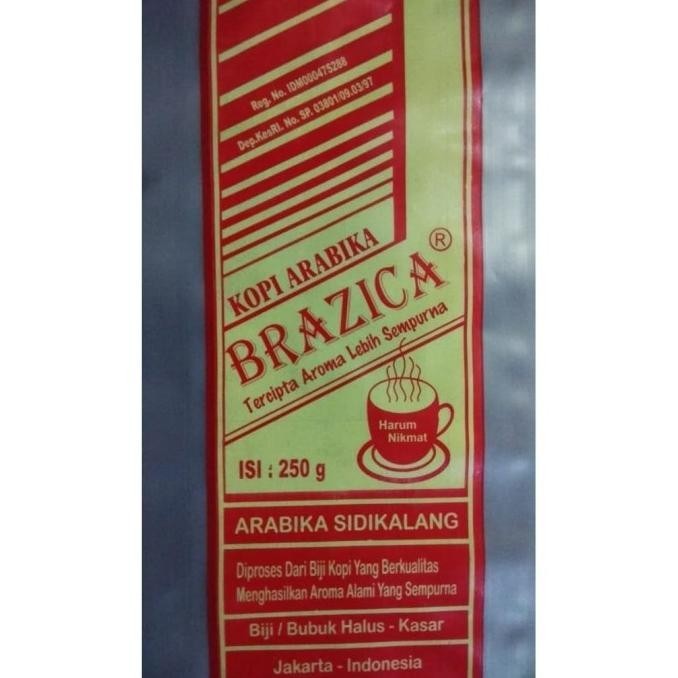 Reg. No. IDM000475288
Dep.KesRI. No. SP. 03801/09.03/97
KOPI ARABIKA
BRAZICA ®
Tercipta Aroma Lebih Sempurna
Harum
Nikmat
ISI : 250 g
ARABIKA SIDIKALANG
Diproses Dari Biji Kopi Yang Berkualitas
Menghasilkan Aroma Alami Yang Sempurna
Biji / Bubuk Halus - Kasar
Jakarta - Indonesia